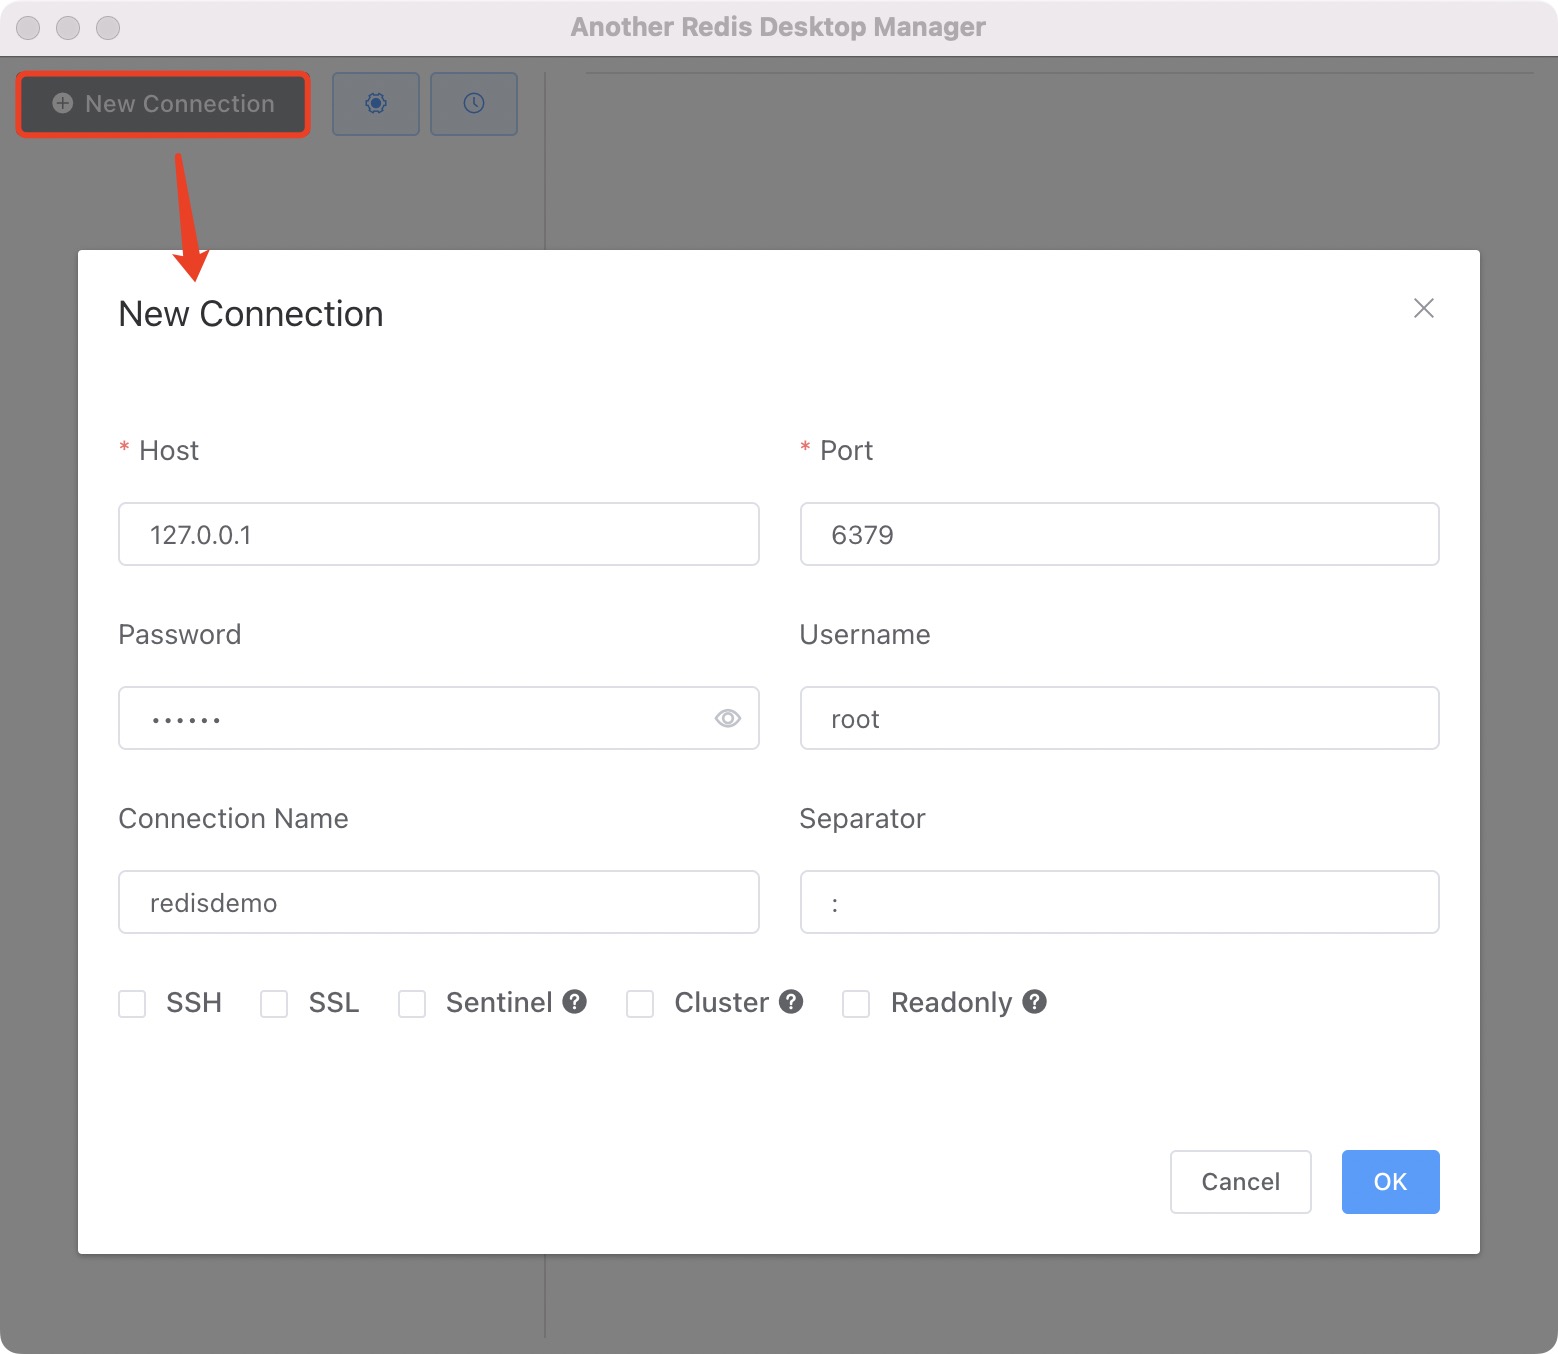 Another Redis Desktop Manager
New Connection
New Connection
* Host
* Port
127.0.0.1
6379
Password
Username
••••••
root
Connection Name
Separator
redisdemo
:
SSH SSL Sentinel ? Cluster ? Readonly ?
Cancel
OK